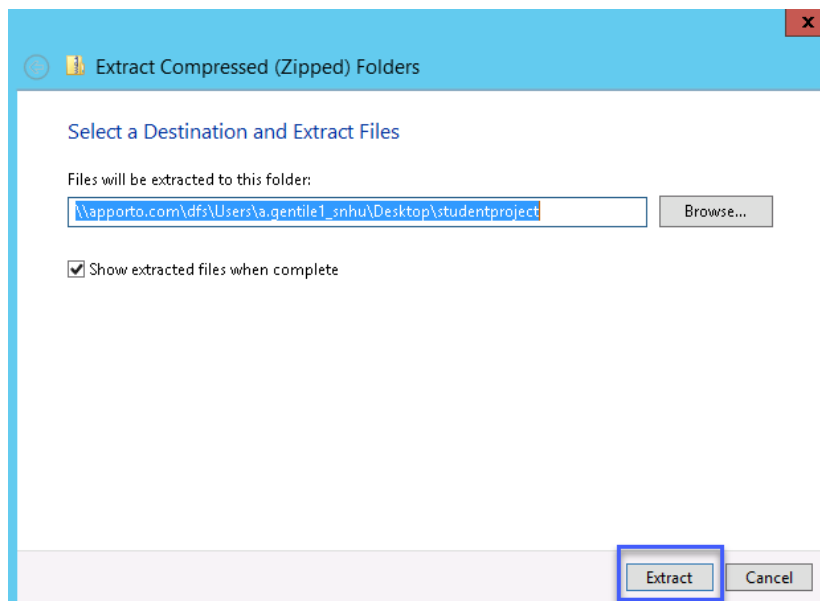 x
Extract Compressed (Zipped) Folders
Select a Destination and Extract Files
Files will be extracted to this folder:
\\apporto.com\dfs\Users\a.gentile1_snhu\Desktop\studentproject
Browse...
Show extracted files when complete
Extract
Cancel